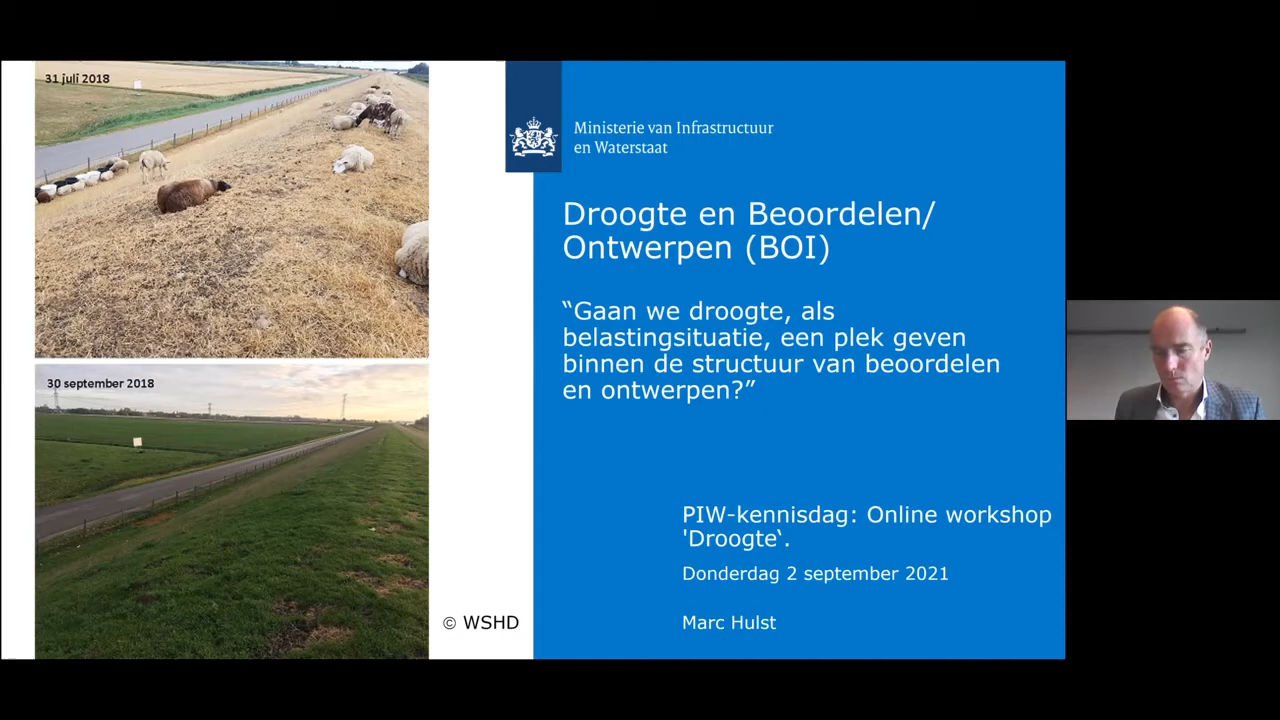 31 juli 2018
30 september 2018
© WSHD
Ministerie van Infrastructuur
en Waterstaat
Droogte en Beoordelen/
Ontwerpen (BOI)
“Gaan we droogte, als
belastingsituatie, een plek geven
binnen de structuur van beoordelen
en ontwerpen?”
PIW-kennisdag: Online workshop
'Droogte‘.
Donderdag 2 september 2021
Marc Hulst